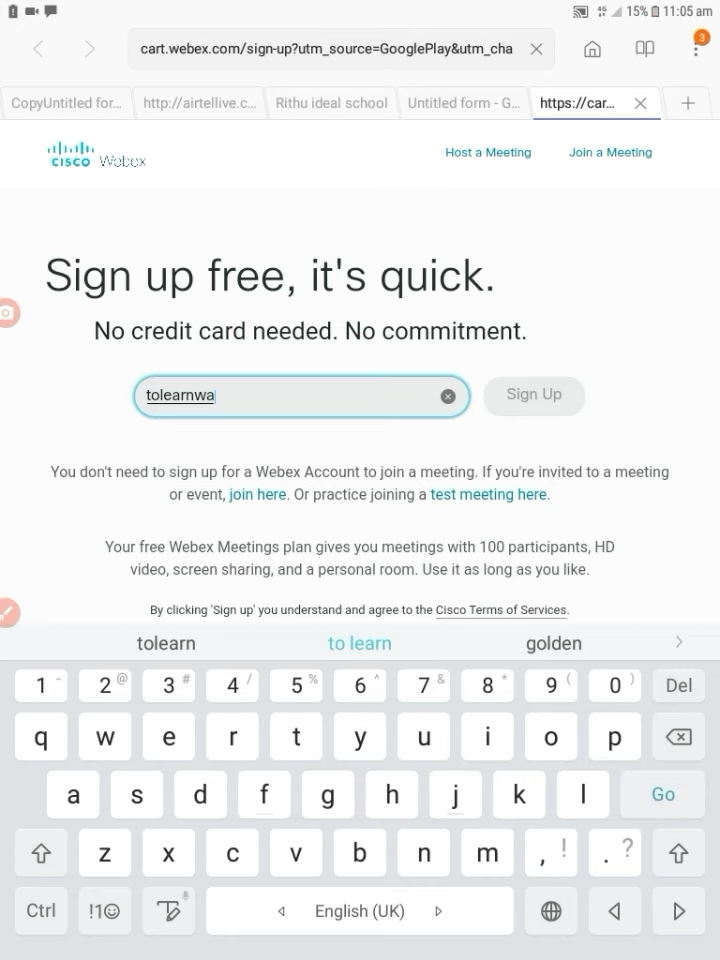 4G 15% 11:05 am
cart.webex.com/sign-up?utm_source=GooglePlay&utm_cha
3
CopyUntitled for... http://airtellive.c... Rithu ideal school Untitled form - G... https://car...
CISCO Webex Host a Meeting Join a Meeting
Sign up free, it's quick.
No credit card needed. No commitment.
tolearnwa Sign Up
You don't need to sign up for a Webex Account to join a meeting. If you're invited to a meeting
or event, join here. Or practice joining a test meeting here.
Your free Webex Meetings plan gives you meetings with 100 participants, HD
video, screen sharing, and a personal room. Use it as long as you like.
By clicking 'Sign up' you understand and agree to the Cisco Terms of Services.
tolearn to learn golden
1 - 2 @ 3 # 4 / 5 % 6 ^ 7 & 8 * 9 ( 0 ) Del
q w e r t y u i o p
a s d f g h j k l Go
z x c v b n m , ! . ?
Ctrl !1☺ T English (UK)